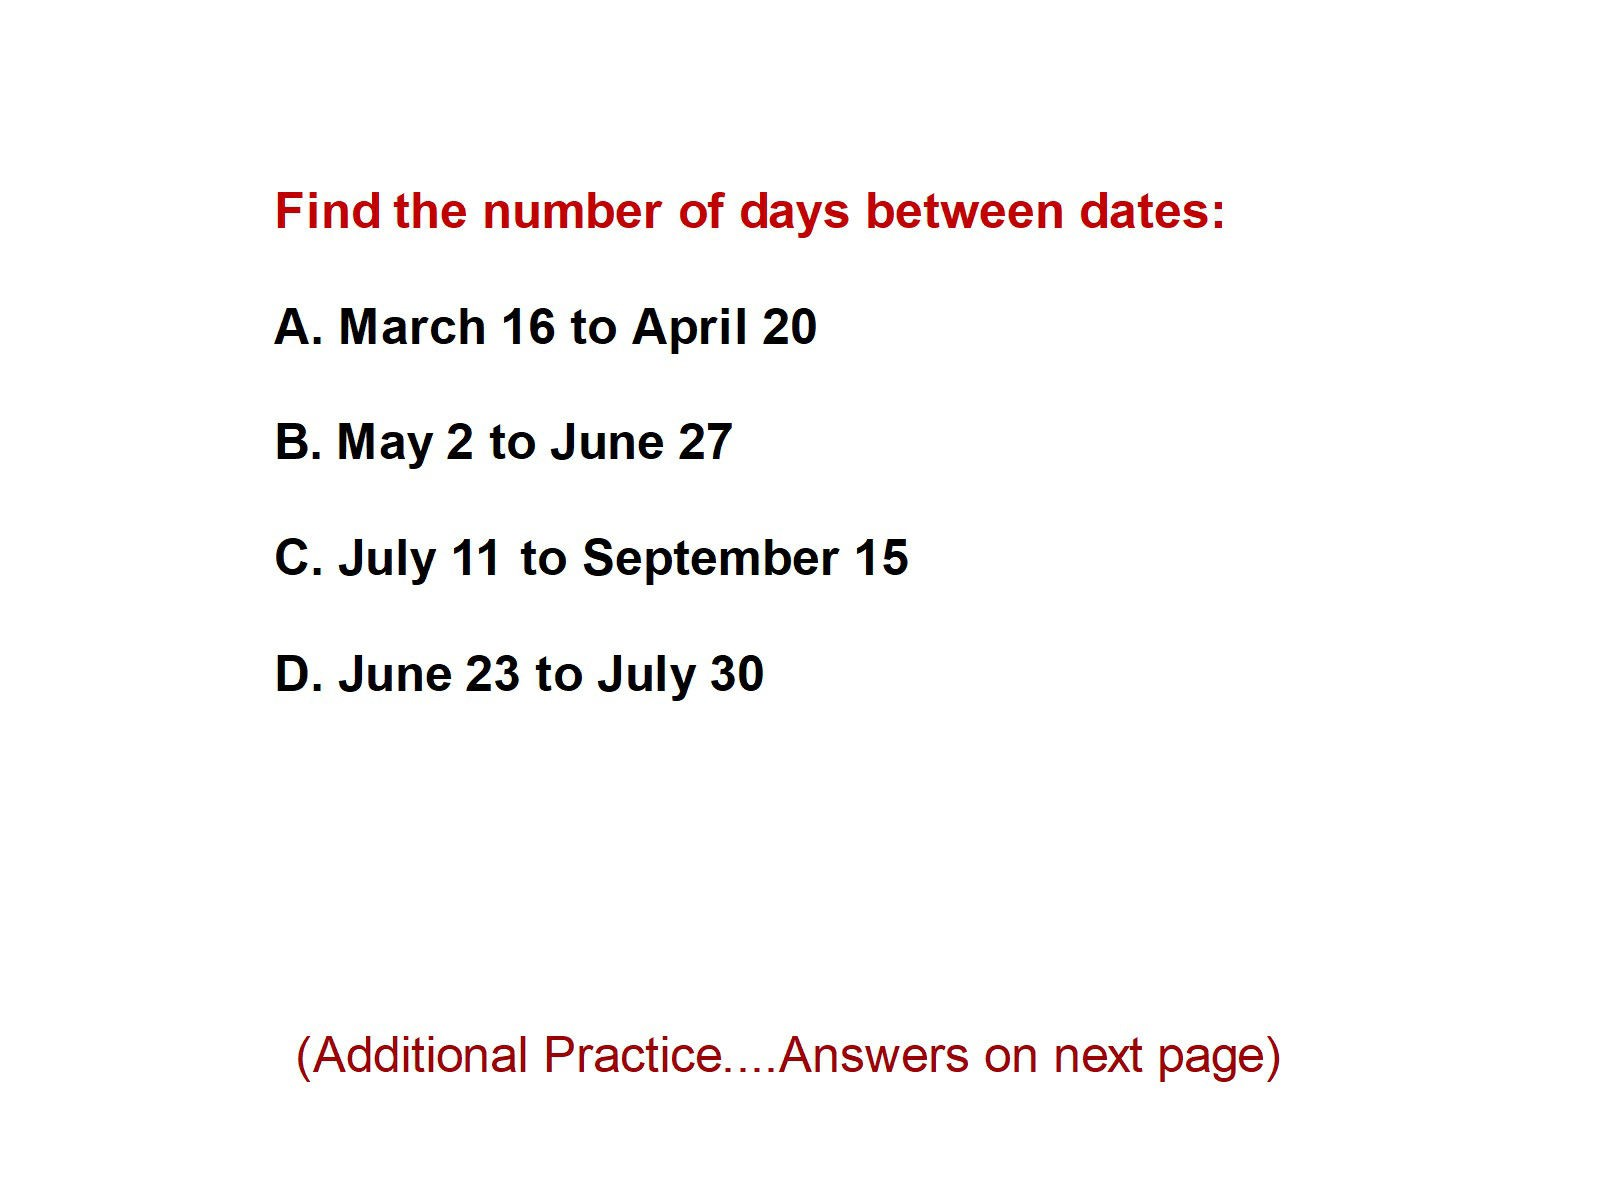 Find the number of days between dates:
A. March 16 to April 20
B. May 2 to June 27
C. July 11 to September 15
D. June 23 to July 30
(Additional Practice....Answers on next page)